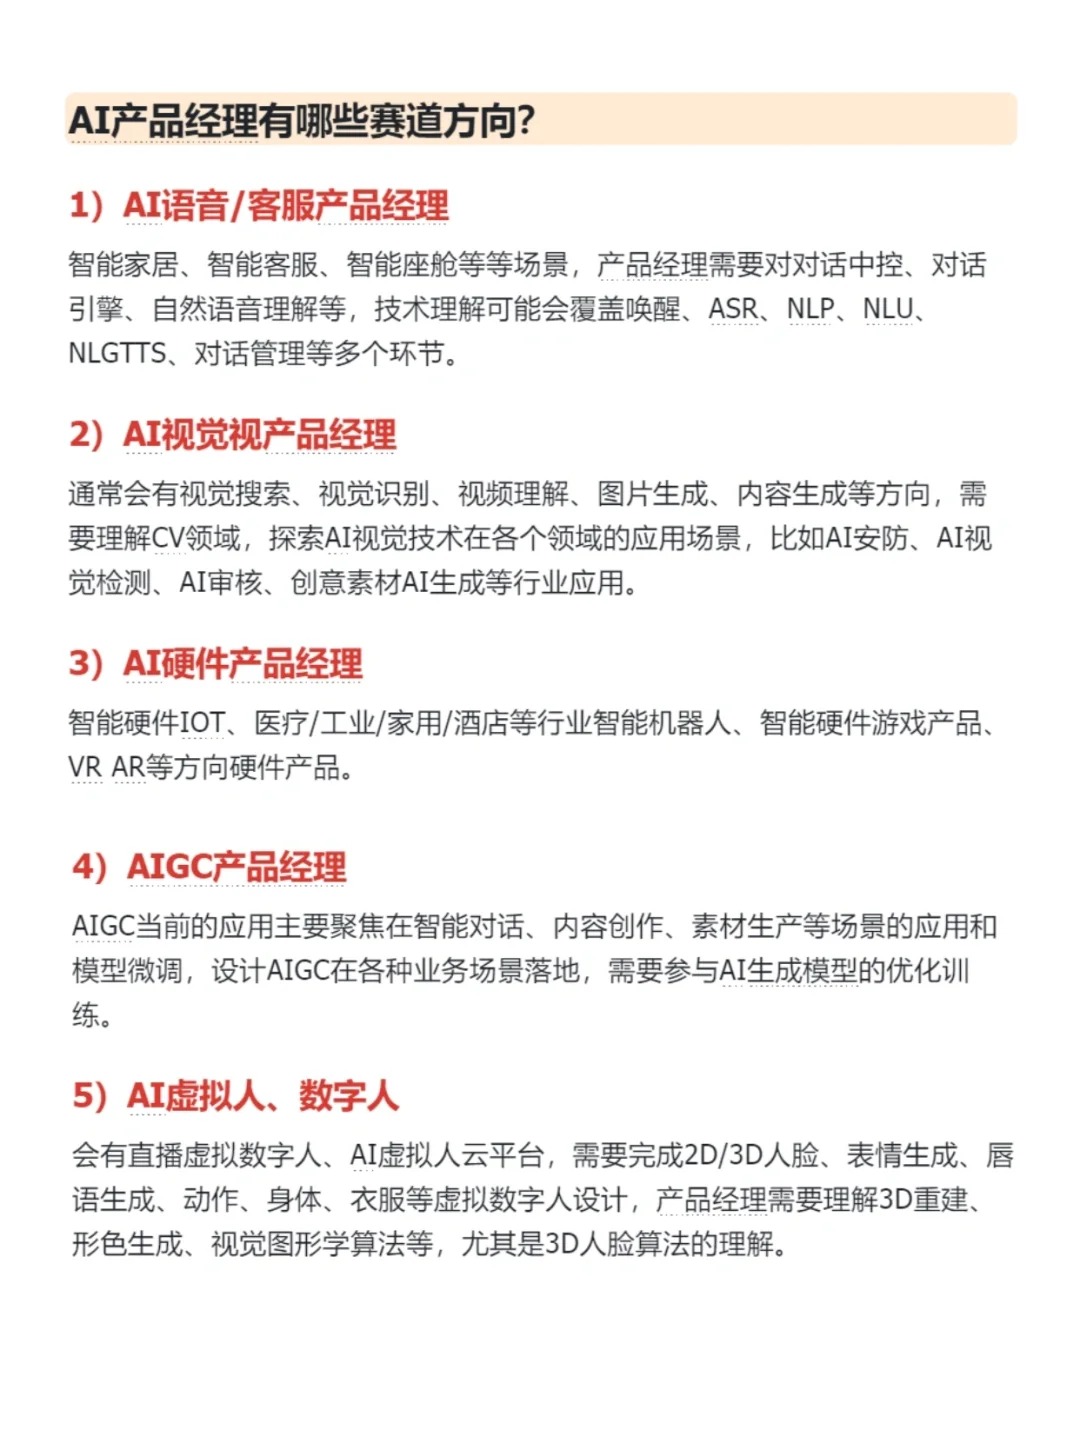 AI产品经理有哪些赛道方向?
1）AI语音/客服产品经理
智能家居、智能客服、智能座舱等等场景，产品经理需要对对话中控、对话
引擎、自然语音理解等，技术理解可能会覆盖唤醒、ASR、NLP、NLU、
NLGTTS、对话管理等多个环节。
2）AI视觉视产品经理
通常会有视觉搜索、视觉识别、视频理解、图片生成、内容生成等方向，需
要理解CV领域，探索AI视觉技术在各个领域的应用场景，比如AI安防、AI视
觉检测、AI审核、创意素材AI生成等行业应用。
3）AI硬件产品经理
智能硬件IOT、医疗/工业/家用/酒店等行业智能机器人、智能硬件游戏产品、
VR AR等方向硬件产品。
4）AIGC产品经理
AIGC当前的应用主要聚焦在智能对话、内容创作、素材生产等场景的应用和
模型微调，设计AIGC在各种业务场景落地，需要参与AI生成模型的优化训
练。
5）AI虚拟人、数字人
会有直播虚拟数字人、AI虚拟人云平台，需要完成2D/3D人脸、表情生成、唇
语生成、动作、身体、衣服等虚拟数字人设计，产品经理需要理解3D重建、
形色生成、视觉图形学算法等，尤其是3D人脸算法的理解。